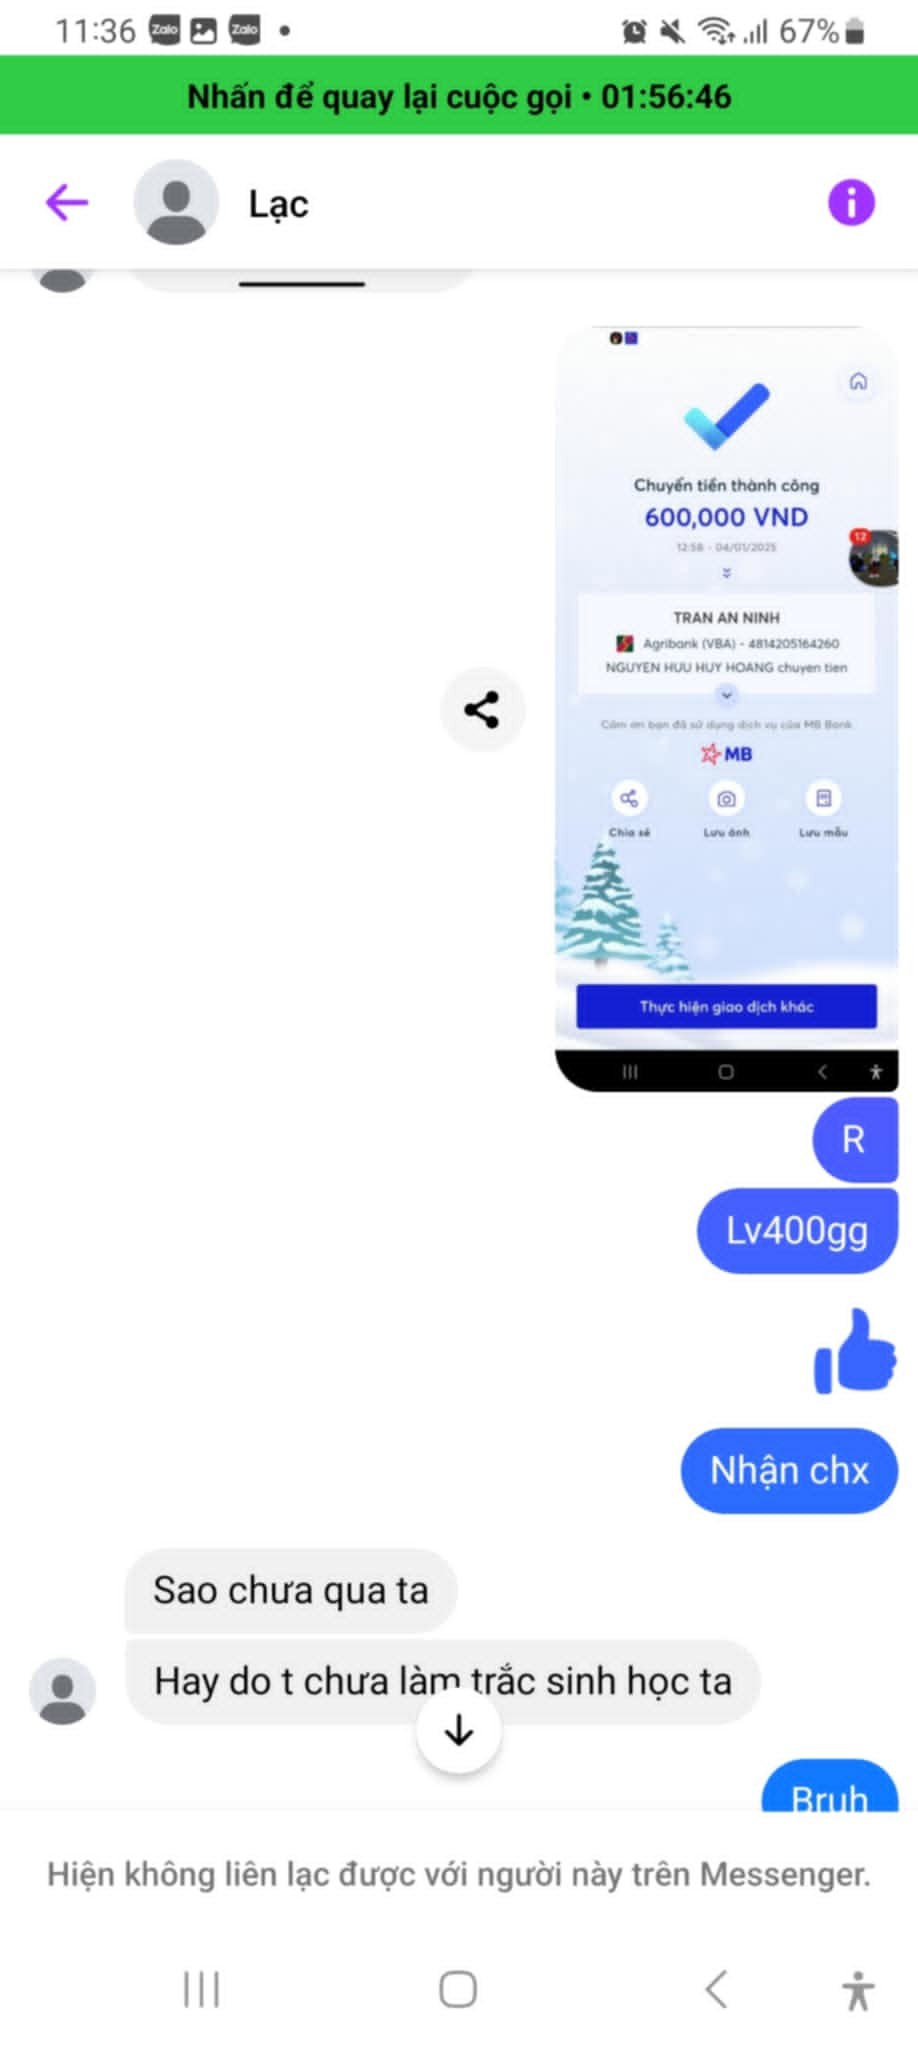 11:36 Zalo Zalo 67%
Nhấn để quay lại cuộc gọi • 01:56:46
Lạc
Chuyển tiền thành công
600,000 VND
12:58 - 04/01/2025
12
TRAN AN NINH
Agribank (VBA) - 4814205164260
NGUYEN HUU HUY HOANG chuyen tien
Cảm ơn bạn đã sử dụng dịch vụ của MB Bank
MB
Chia sẻ Lưu ảnh Lưu mẫu
Thực hiện giao dịch khác
R
Lv400gg
Nhận chx
Sao chưa qua ta
Hay do t chưa làm trắc sinh học ta
Bruh
Hiện không liên lạc được với người này trên Messenger.